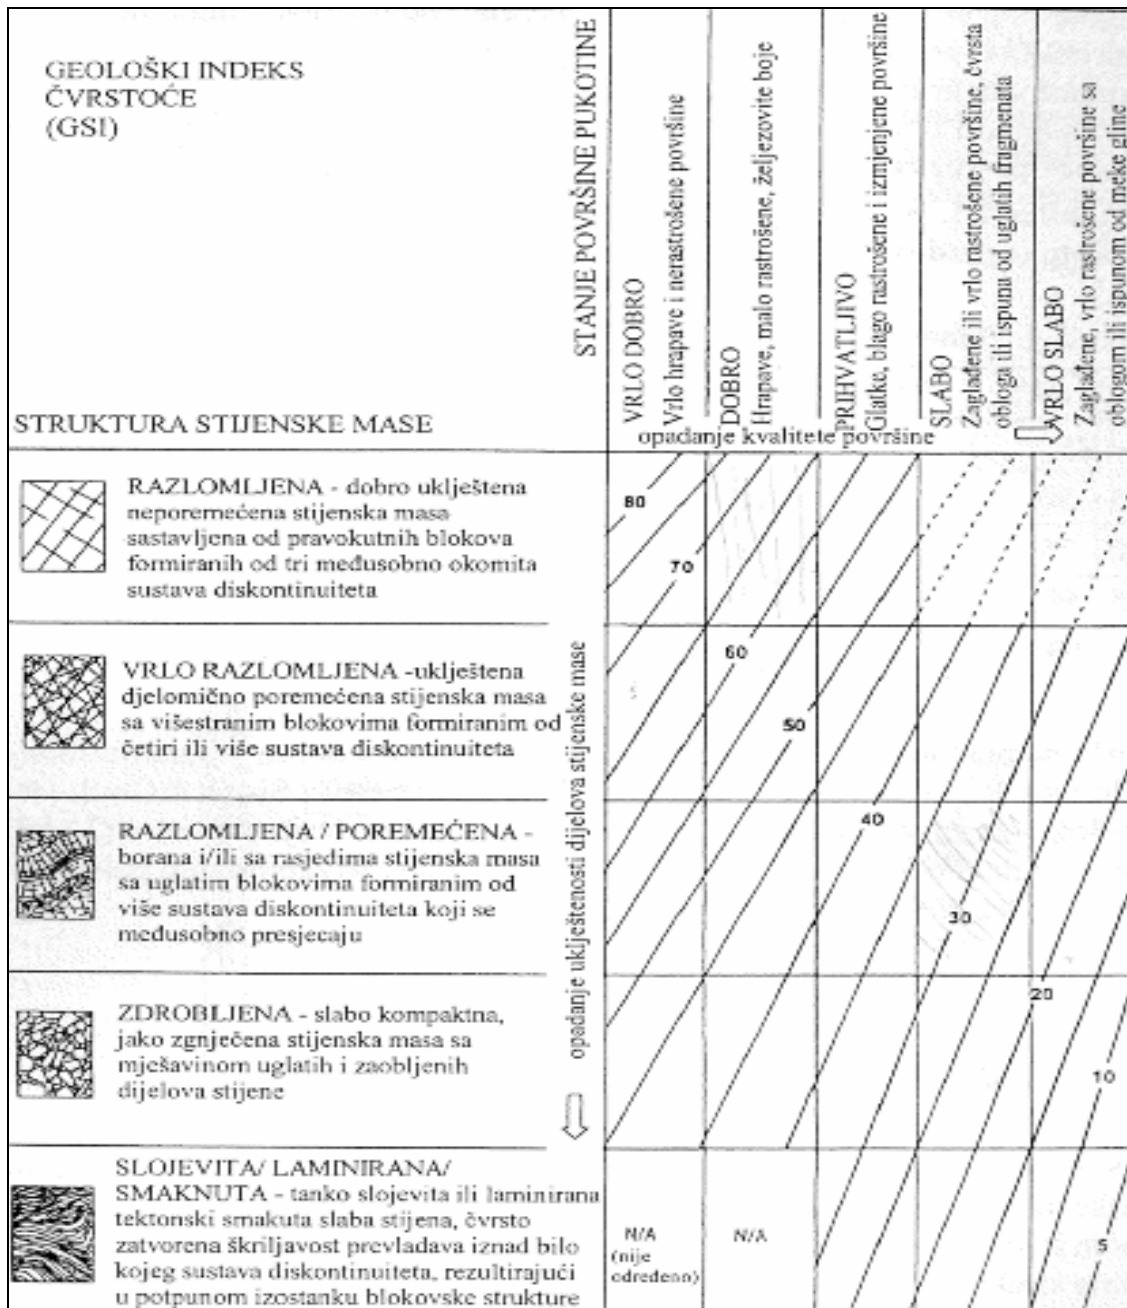 GEOLOŠKI INDEKS
ČVRSTOĆE
(GSI)
STANJE POVRŠINE PUKOTINE
VRLO DOBRO
Vrlo hrapave i nerastrošene površine
DOBRO
Hrapave, malo rastrošene, željezovite boje
PRIHVATLJIVO
Glatke, blago rastrošene i izmjenjene površine
SLABO
Zaglađene ili vrlo rastrošene površine, čvrsta
obloga ili ispuna od uglatih fragmenata
VRLO SLABO
Zaglađene, vrlo rastrošene površine sa
oblogom ili ispunom od meke gline
STRUKTURA STIJENSKE MASE
opadanje kvalitete površine
RAZLOMLJENA - dobro uklještena
neporemećena stijenska masa
sastavljena od pravokutnih blokova
formiranih od tri međusobno okomita
sustava diskontinuiteta
VRLO RAZLOMLJENA -uklještena
djelomično poremećena stijenska masa
sa višestranim blokovima formiranim od
četiri ili više sustava diskontinuiteta
RAZLOMLJENA / POREMEĆENA -
borana i/ili sa rasjedima stijenska masa
sa uglatim blokovima formiranim od
više sustava diskontinuiteta koji se
međusobno presjecaju
ZDROBLJENA - slabo kompaktna,
jako zgnječena stijenska masa sa
mješavinom uglatih i zaobljenih
dijelova stijene
SLOJEVITA/ LAMINIRANA/
SMAKNUTA - tanko slojevita ili laminirana
tektonski smakuta slaba stijena, čvrsto
zatvorena škriljavost prevladava iznad bilo
kojeg sustava diskontinuiteta, rezultirajući
u potpunom izostanku blokovske strukture
opadanje uklještenosti dijelova stijenske mase
80
70
60
50
40
30
20
10
5
N/A
(nije
određeno)
N/A